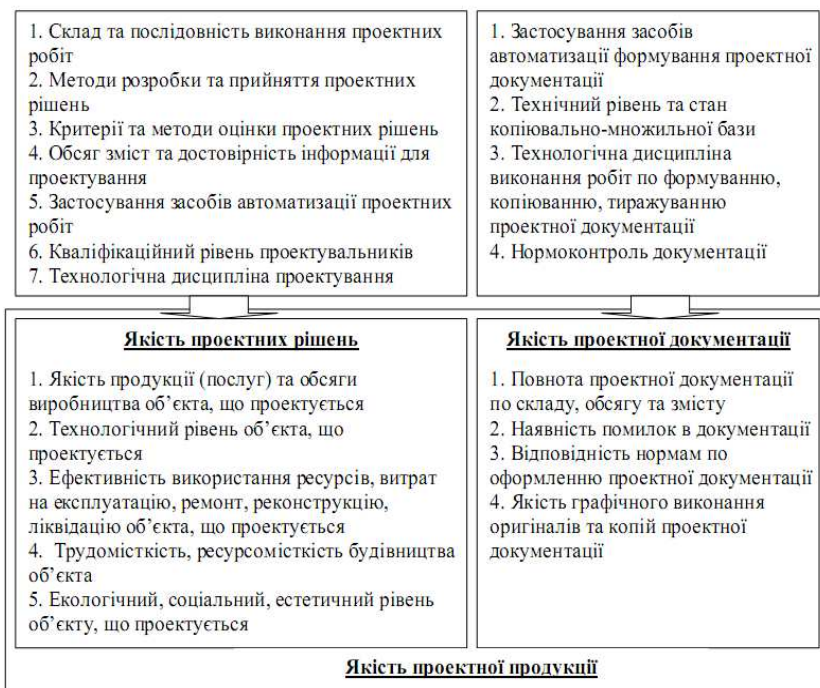 1. Склад та послідовність виконання проектних
робіт
2. Методи розробки та прийняття проектних
рішень
3. Критерії та методи оцінки проектних рішень
4. Обсяг зміст та достовірність інформації для
проектування
5. Застосування засобів автоматизації проектних
робіт
6. Кваліфікаційний рівень проектувальників
7. Технологічна дисципліна проектування
1. Застосування засобів
автоматизації формування проектної
документації
2. Технічний рівень та стан
копіювально-множильної бази
3. Технологічна дисципліна
виконання робіт по формуванню,
копіюванню, тиражуванню
проектної документації
4. Нормоконтроль документації
Якість проектних рішень
1. Якість продукції (послуг) та обсяги
виробництва об’єкта, що проектується
2. Технологічний рівень об’єкта, що
проектується
3. Ефективність використання ресурсів, витрат
на експлуатацію, ремонт, реконструкцію,
ліквідацію об’єкта, що проектується
4. Трудомісткість, ресурсомісткість будівництва
об’єкта
5. Екологічний, соціальний, естетичний рівень
об’єкту, що проектується
Якість проектної документації
1. Повнота проектної документації
по складу, обсягу та змісту
2. Наявність помилок в документації
3. Відповідність нормам по
оформленню проектної документації
4. Якість графічного виконання
оригіналів та копій проектної
документації
Якість проектної продукції